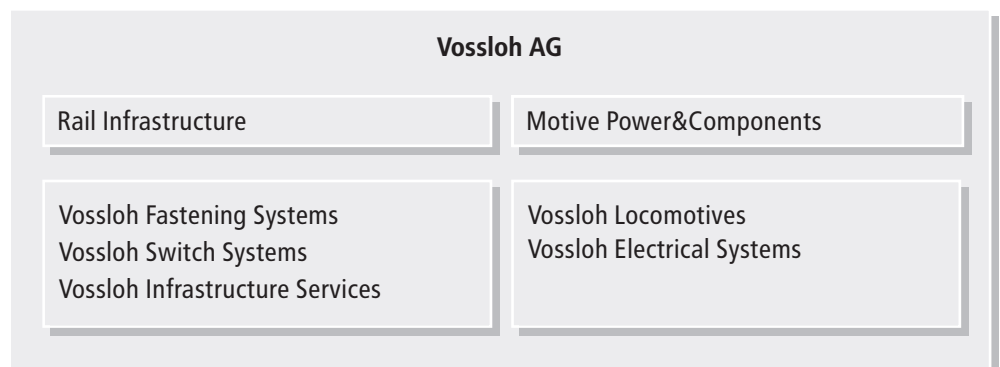 Vossloh AG
Rail Infrastructure
Motive Power&Components
Vossloh Fastening Systems
Vossloh Switch Systems
Vossloh Infrastructure Services
Vossloh Locomotives
Vossloh Electrical Systems